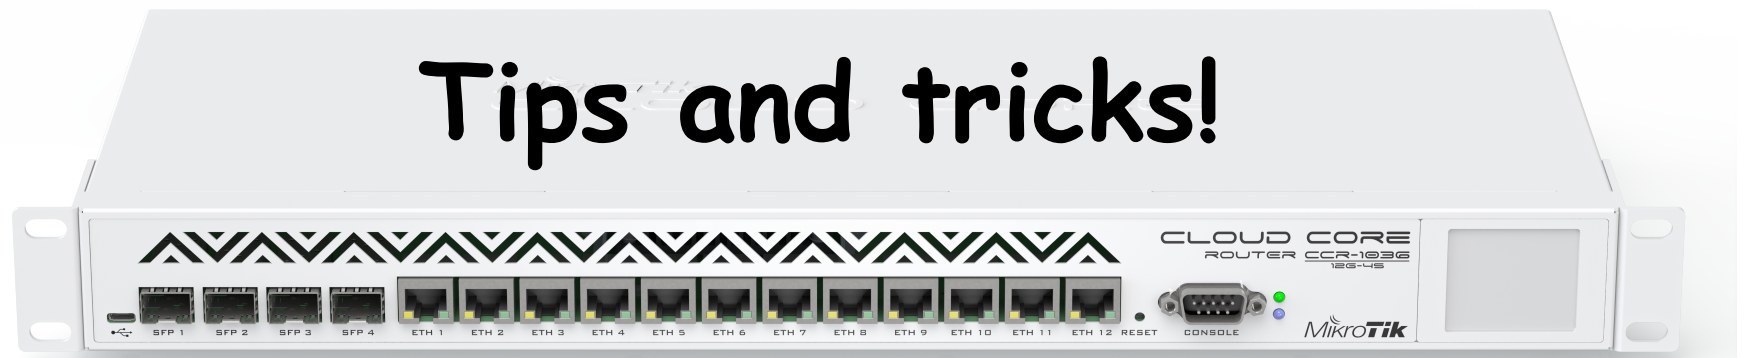 Tips and tricks!
CLOUD CORE
ROUTER CCR-1036
12G-4S
SFP 1 SFP 2 SFP 3 SFP 4 ETH 1 ETH 2 ETH 3 ETH 4 ETH 5 ETH 6 ETH 7 ETH 8 ETH 9 ETH 10 ETH 11 ETH 12 RESET CONSOLE
MikroTik